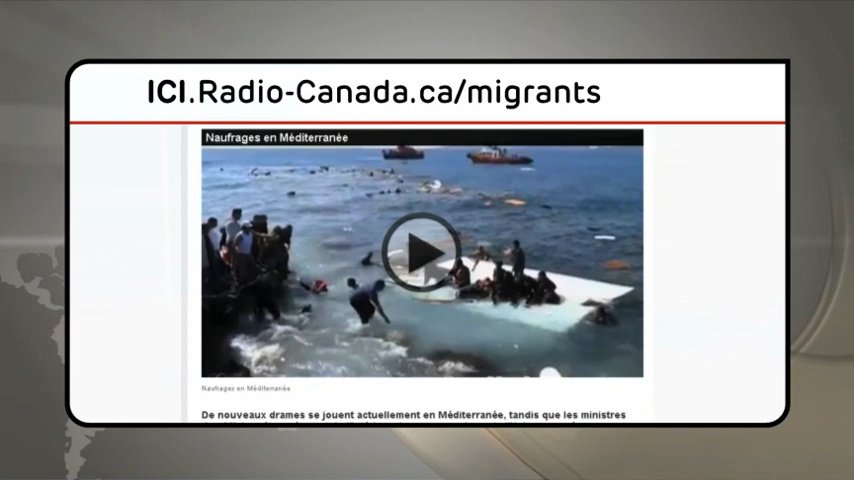 ICI.Radio-Canada.ca/migrants
Naufrages en Méditerranée
Naufrages en Méditerranée
De nouveaux drames se jouent actuellement en Méditerranée, tandis que les ministres